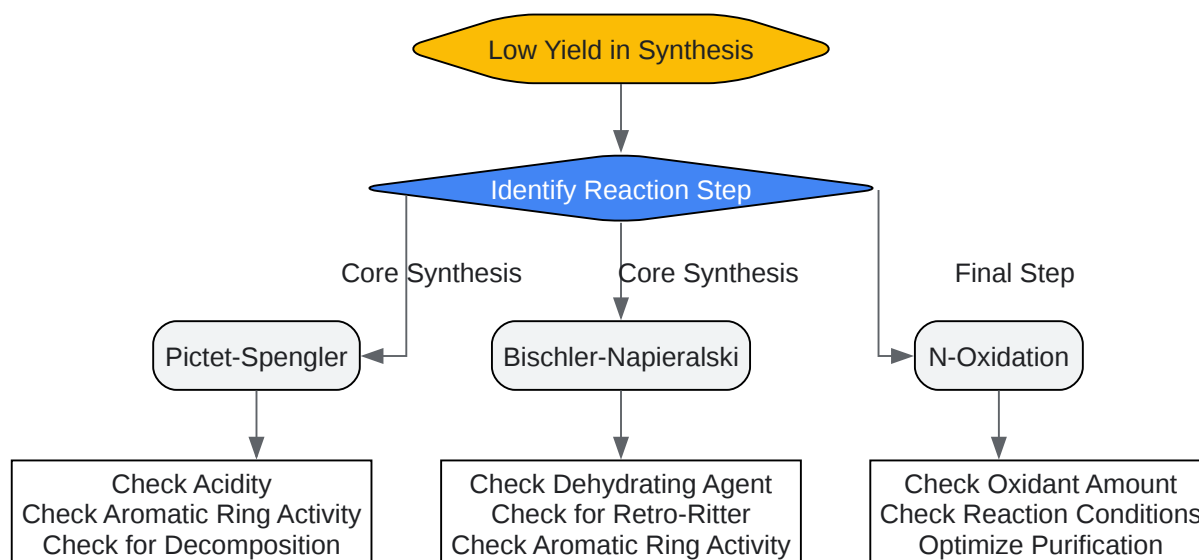 Low Yield in Synthesis
Identify Reaction Step
Core Synthesis
Core Synthesis
Final Step
Pictet-Spengler
Bischler-Napieralski
N-Oxidation
Check Acidity
Check Aromatic Ring Activity
Check for Decomposition
Check Dehydrating Agent
Check for Retro-Ritter
Check Aromatic Ring Activity
Check Oxidant Amount
Check Reaction Conditions
Optimize Purification